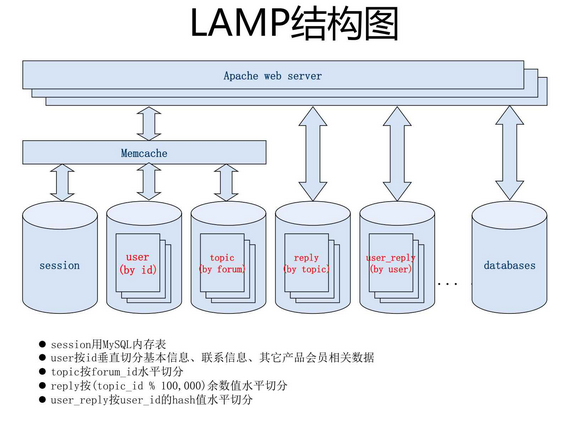 LAMP结构图
Apache web server
Memcache
session
user
(by id)
topic
(by forum)
reply
(by topic)
user_reply
(by user)
...
databases
● session用MySQL内存表
● user按id垂直切分基本信息、联系信息、其它产品会员相关数据
● topic按forum_id水平切分
● reply按(topic_id % 100,000)余数值水平切分
● user_reply按user_id的hash值水平切分